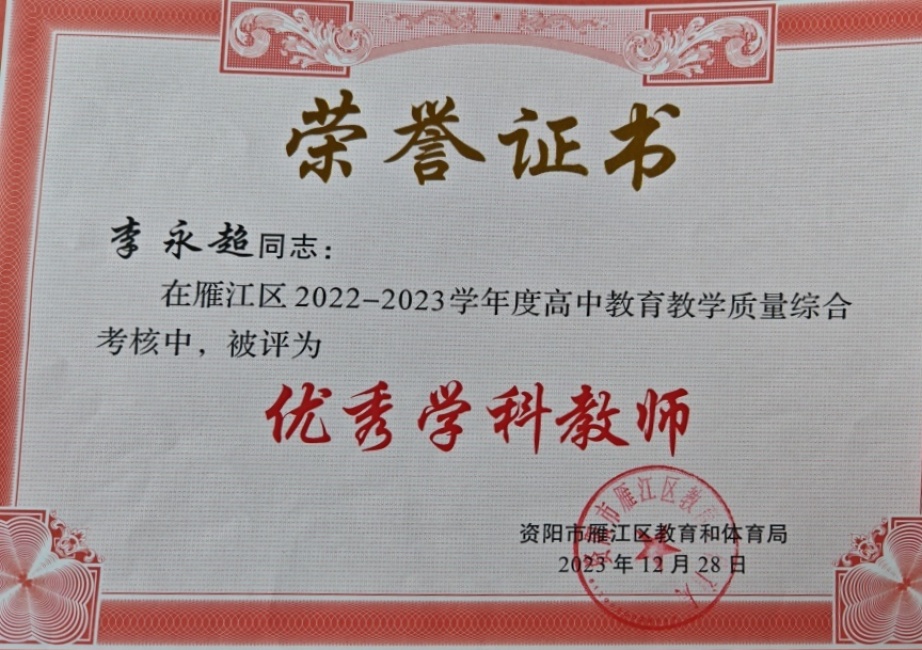 荣誉证书
李永超同志：
在雁江区2022-2023学年度高中教育教学质量综合
考核中，被评为
优秀学科教师
资阳市雁江区教育和体育局
2023年12月28日